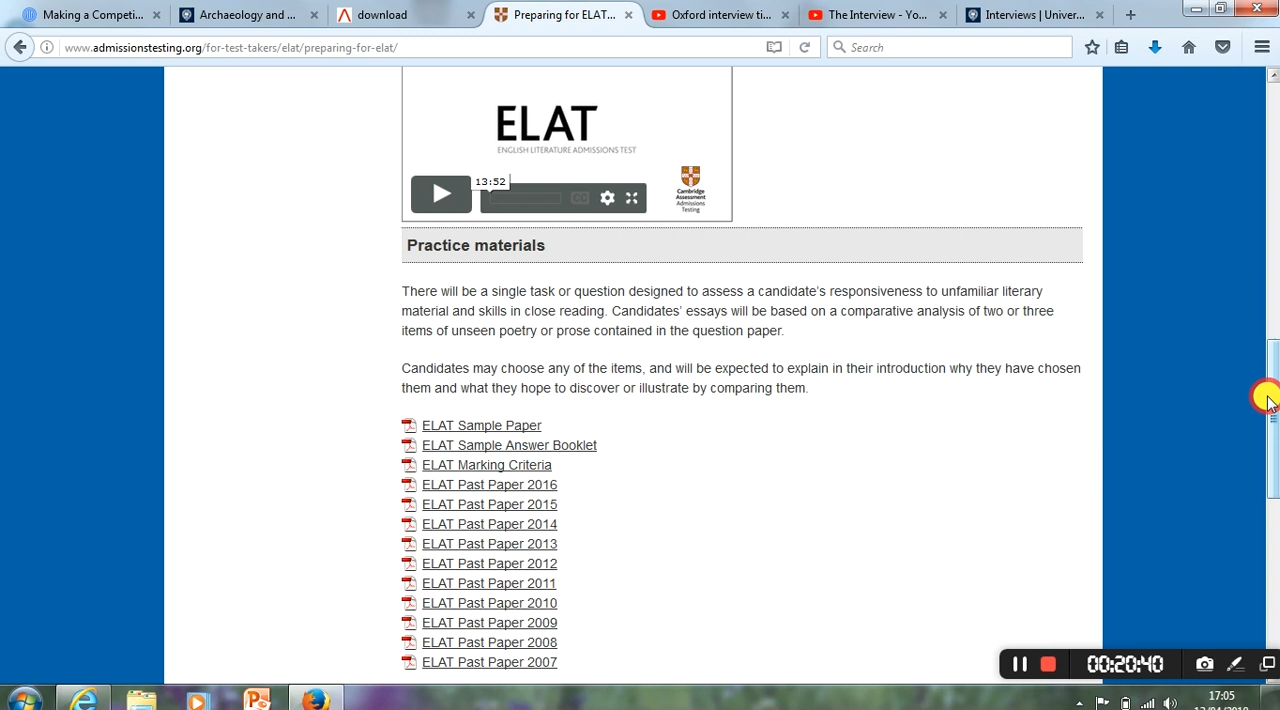 Making a Competi...
Archaeology and ...
download
Preparing for ELAT...
Oxford interview ti...
The Interview - Yo...
Interviews | Univer...
www.admissionstesting.org/for-test-takers/elat/preparing-for-elat/
Search
ELAT
ENGLISH LITERATURE ADMISSIONS TEST
13:52
CC
Cambridge
Assessment
Admissions
Testing
Practice materials
There will be a single task or question designed to assess a candidate's responsiveness to unfamiliar literary
material and skills in close reading. Candidates' essays will be based on a comparative analysis of two or three
items of unseen poetry or prose contained in the question paper.
Candidates may choose any of the items, and will be expected to explain in their introduction why they have chosen
them and what they hope to discover or illustrate by comparing them.
ELAT Sample Paper
ELAT Sample Answer Booklet
ELAT Marking Criteria
ELAT Past Paper 2016
ELAT Past Paper 2015
ELAT Past Paper 2014
ELAT Past Paper 2013
ELAT Past Paper 2012
ELAT Past Paper 2011
ELAT Past Paper 2010
ELAT Past Paper 2009
ELAT Past Paper 2008
ELAT Past Paper 2007
00:20:40
17:05